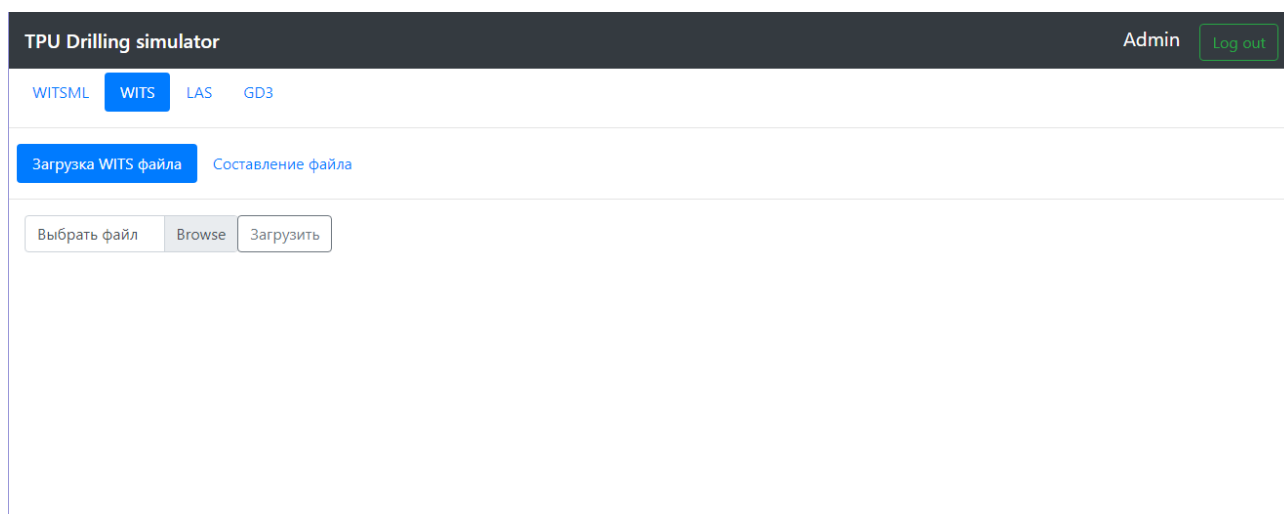 TPU Drilling simulator Admin Log out
WITSML WITS LAS GD3
Загрузка WITS файла Составление файла
Выбрать файл Browse Загрузить